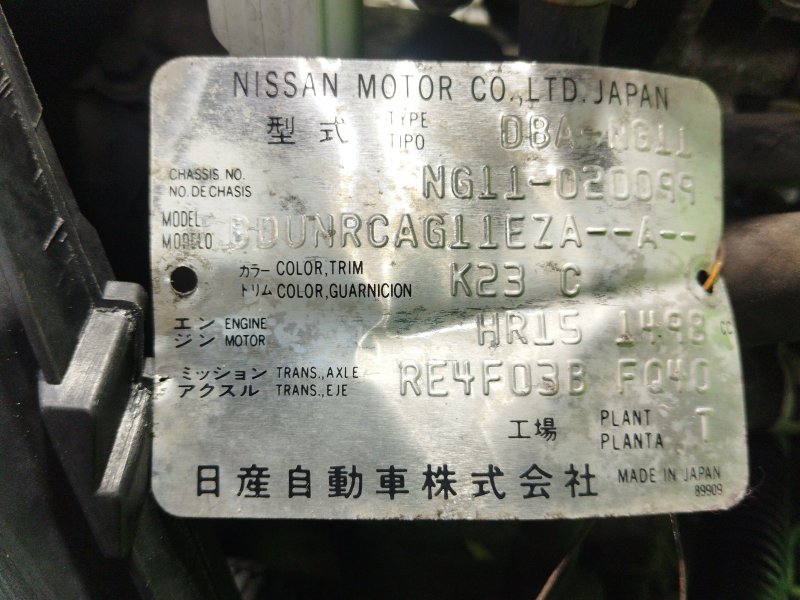 NISSAN MOTOR CO.,LTD. JAPAN
型式 TYPE TIPO DBA-NG11
CHASSIS NO. NO. DE CHASIS NG11-020099
MODEL MODELO BDUNRCAG11EZA--A--
カラー COLOR,TRIM
トリム COLOR,GUARNICION K23 C
エン ENGINE
ジン MOTOR HR15 1498 CC
ミッション TRANS.,AXLE
アクスル TRANS.,EJE RE4F03B FQ40
工場 PLANT PLANTA T
日産自動車株式会社 MADE IN JAPAN
89909